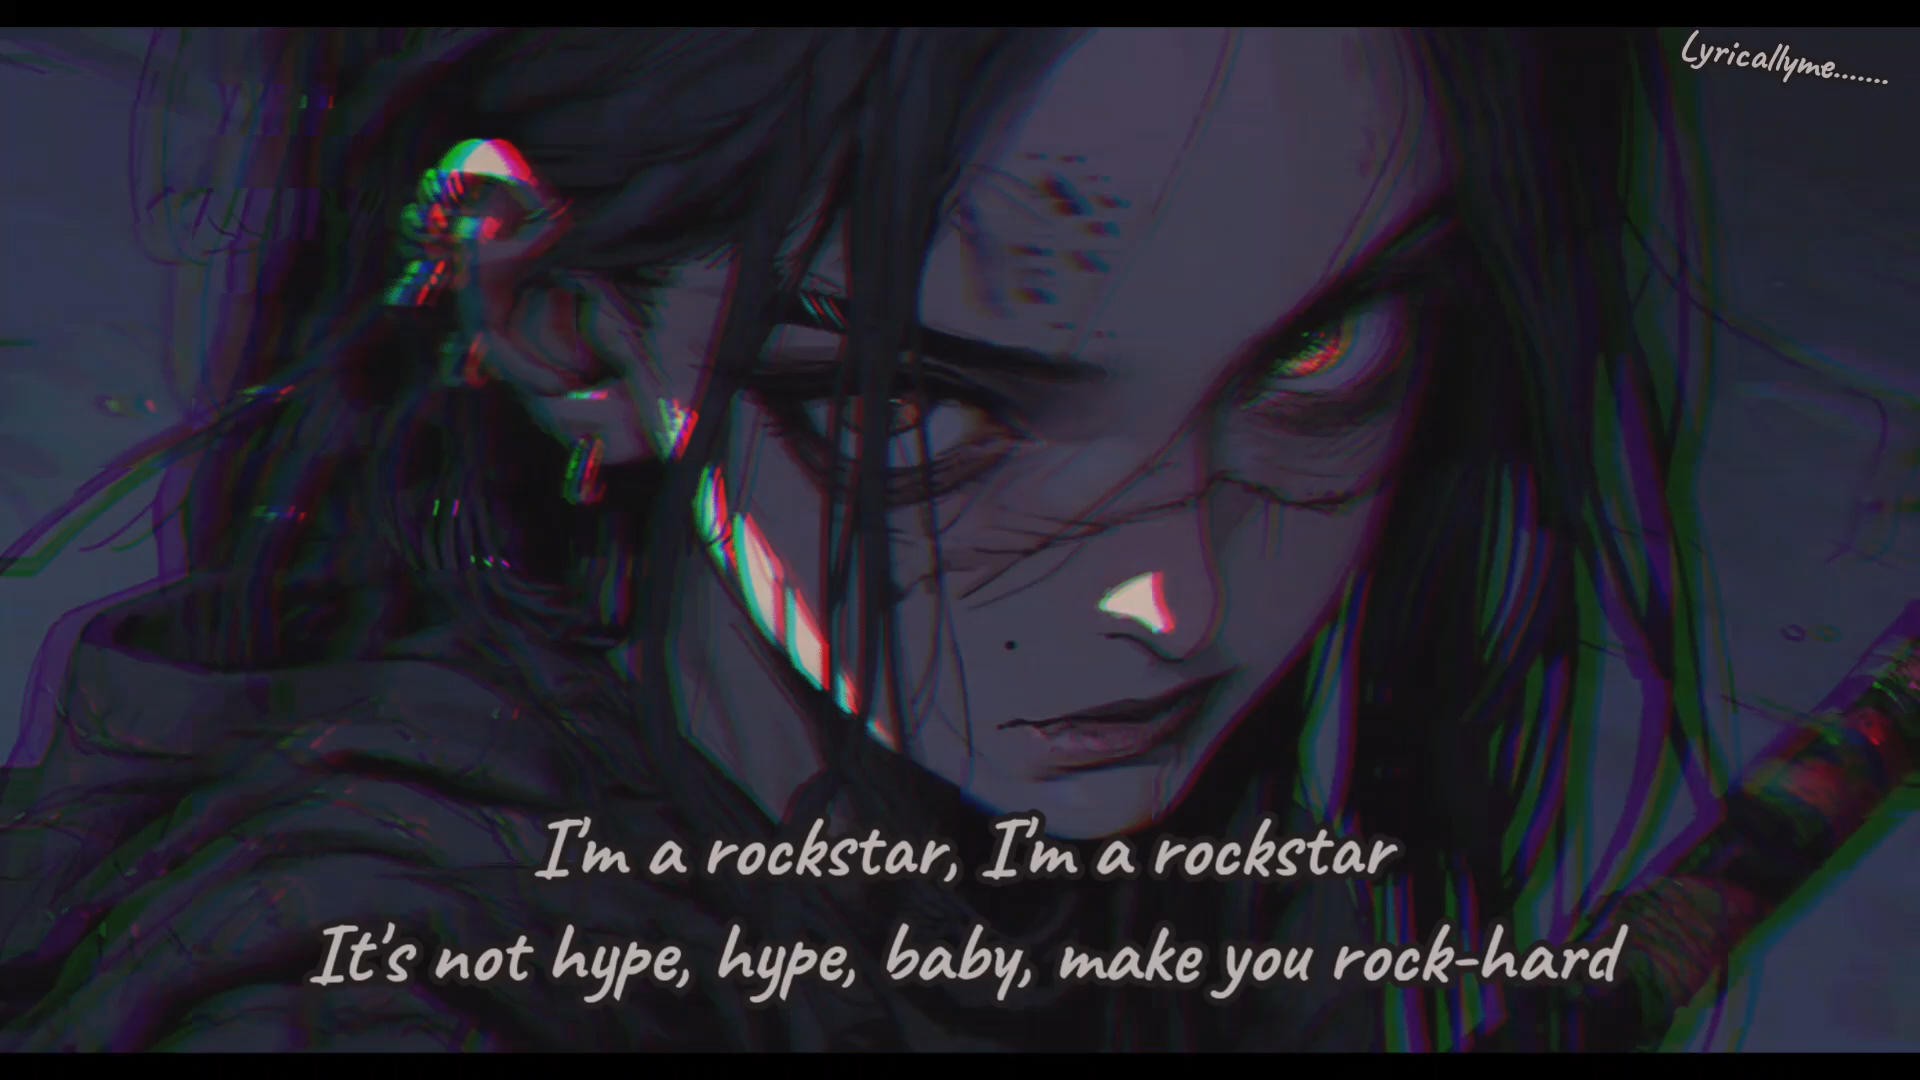 Lyricallyme.......
I'm a rockstar, I'm a rockstar
It's not hype, hype, baby, make you rock-hard